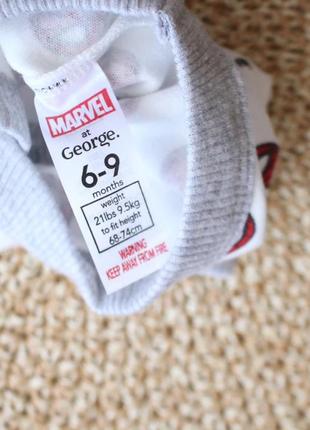 MARVEL
at
George.
6-9
months
weight
21lbs 9.5kg
to fit height
68-74cm
WARNING
KEEP AWAY FROM FIRE